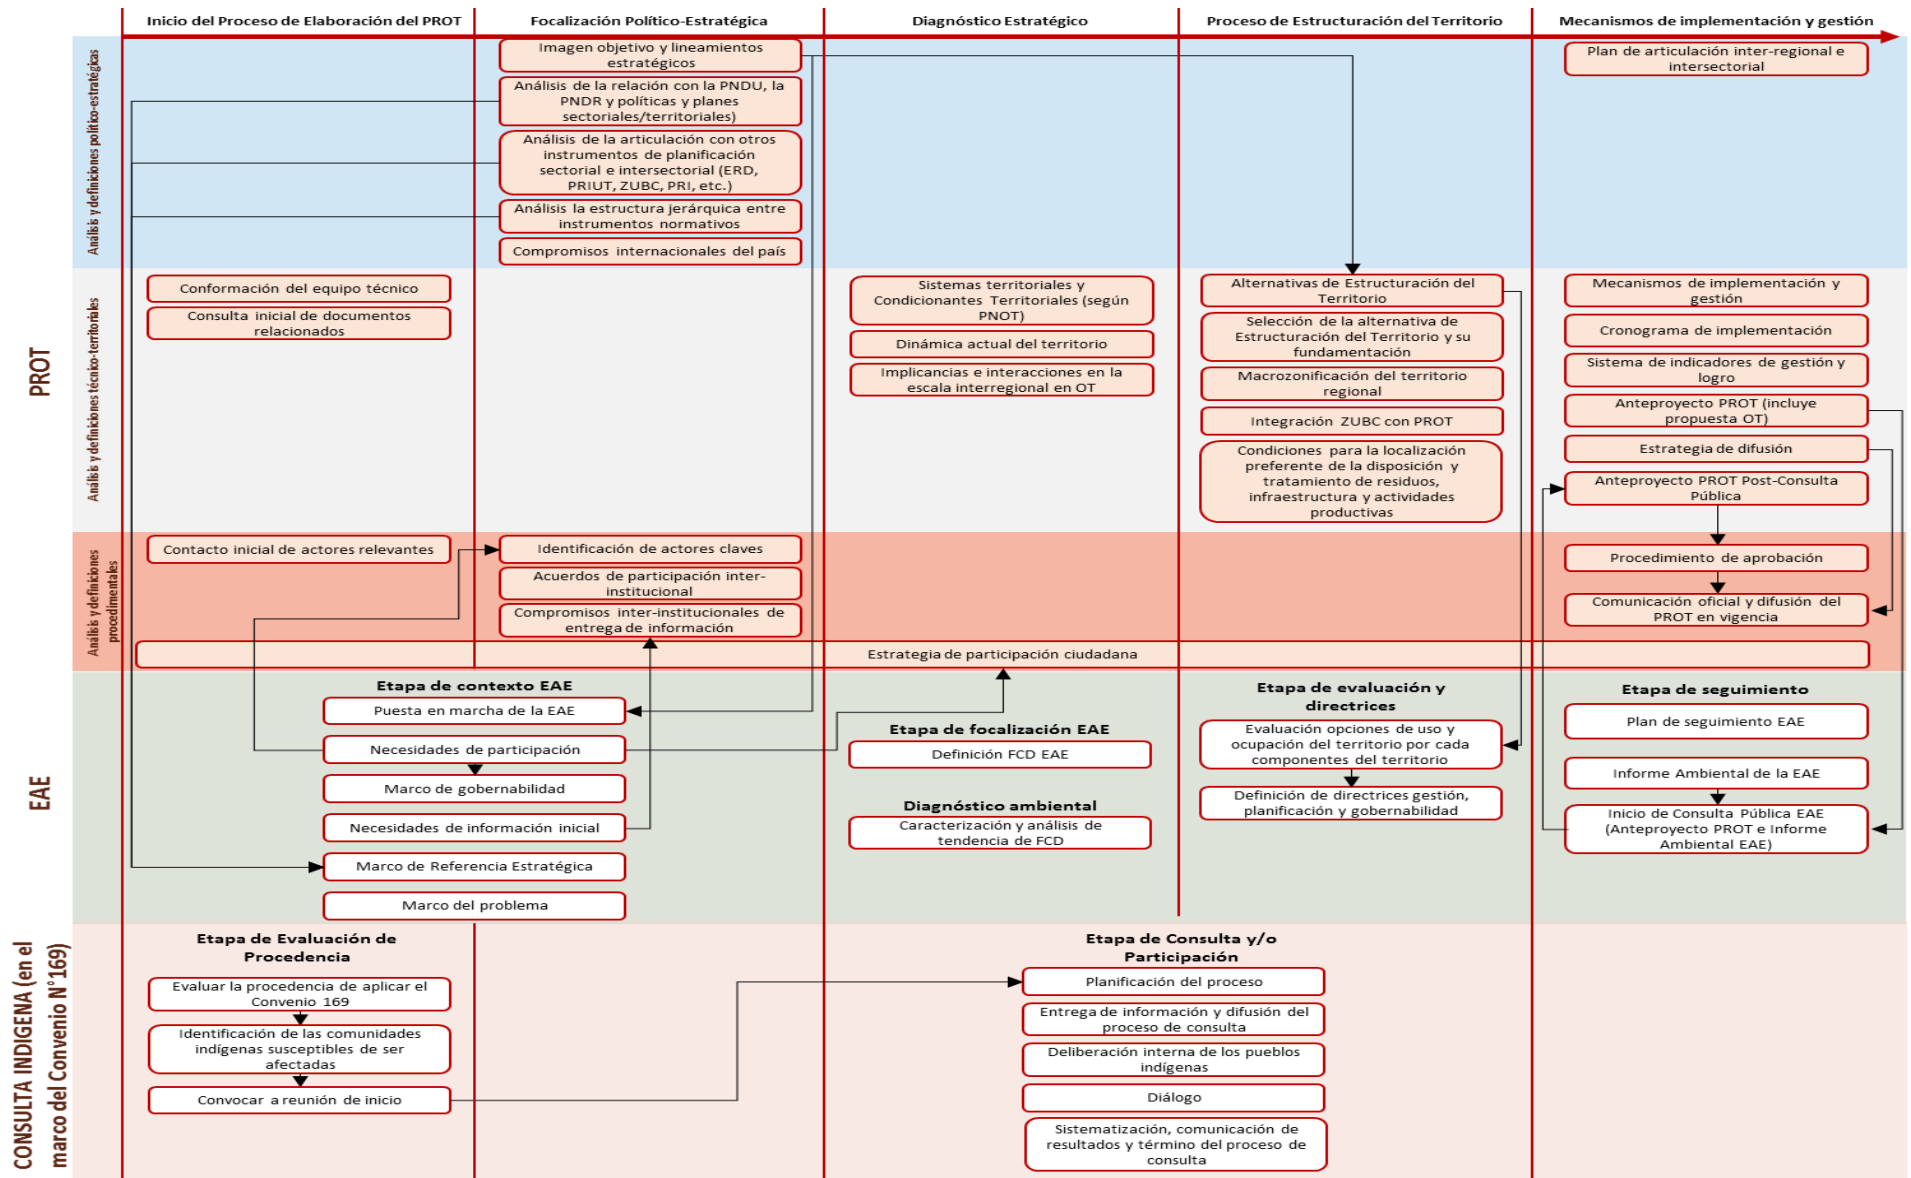 Inicio del Proceso de Elaboración del PROT
Focalización Político-Estratégica
Diagnóstico Estratégico
Proceso de Estructuración del Territorio
Mecanismos de implementación y gestión
PROT
Análisis y definiciones político-estratégicas
Imagen objetivo y lineamientos
estratégicos
Análisis de la relación con la PNDU, la
PNDR y políticas y planes
sectoriales/territoriales)
Análisis de la articulación con otros
instrumentos de planificación
sectorial e intersectorial (ERD,
PRIUT, ZUBC, PRI, etc.)
Análisis la estructura jerárquica entre
instrumentos normativos
Compromisos internacionales del país
Plan de articulación inter-regional e
intersectorial
Análisis y definiciones técnico-territoriales
Conformación del equipo técnico
Consulta inicial de documentos
relacionados
Sistemas territoriales y
Condicionantes Territoriales (según
PNOT)
Dinámica actual del territorio
Implicancias e interacciones en la
escala interregional en OT
Alternativas de Estructuración del
Territorio
Selección de la alternativa de
Estructuración del Territorio y su
fundamentación
Macrozonificación del territorio
regional
Integración ZUBC con PROT
Condiciones para la localización
preferente de la disposición y
tratamiento de residuos,
infraestructura y actividades
productivas
Mecanismos de implementación y
gestión
Cronograma de implementación
Sistema de indicadores de gestión y
logro
Anteproyecto PROT (incluye
propuesta OT)
Estrategia de difusión
Anteproyecto PROT Post-Consulta
Pública
Análisis y definiciones
procedimentales
Contacto inicial de actores relevantes
Identificación de actores claves
Acuerdos de participación inter-
institucional
Compromisos inter-institucionales de
entrega de información
Procedimiento de aprobación
Comunicación oficial y difusión del
PROT en vigencia
Estrategia de participación ciudadana
EAE
Etapa de contexto EAE
Puesta en marcha de la EAE
Necesidades de participación
Marco de gobernabilidad
Necesidades de información inicial
Marco de Referencia Estratégica
Marco del problema
Etapa de focalización EAE
Definición FCD EAE
Diagnóstico ambiental
Caracterización y análisis de
tendencia de FCD
Etapa de evaluación y
directrices
Evaluación opciones de uso y
ocupación del territorio por cada
componentes del territorio
Definición de directrices gestión,
planificación y gobernabilidad
Etapa de seguimiento
Plan de seguimiento EAE
Informe Ambiental de la EAE
Inicio de Consulta Pública EAE
(Anteproyecto PROT e Informe
Ambiental EAE)
CONSULTA INDIGENA (en el
marco del Convenio N°169)
Etapa de Evaluación de
Procedencia
Evaluar la procedencia de aplicar el
Convenio 169
Identificación de las comunidades
indígenas susceptibles de ser
afectadas
Convocar a reunión de inicio
Etapa de Consulta y/o
Participación
Planificación del proceso
Entrega de información y difusión del
proceso de consulta
Deliberación interna de los pueblos
indígenas
Diálogo
Sistematización, comunicación de
resultados y término del proceso de
consulta